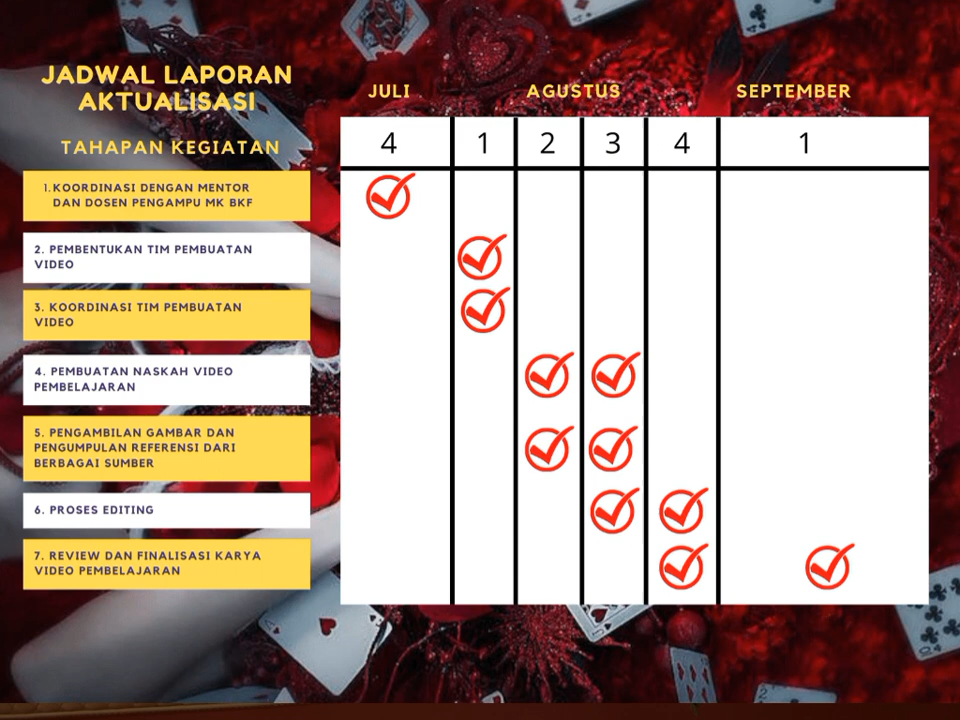 JADWAL LAPORAN
AKTUALISASI
TAHAPAN KEGIATAN
JULI AGUSTUS SEPTEMBER
4 1 2 3 4 1
1. KOORDINASI DENGAN MENTOR
DAN DOSEN PENGAMPU MK BKF
2. PEMBENTUKAN TIM PEMBUATAN
VIDEO
3. KOORDINASI TIM PEMBUATAN
VIDEO
4. PEMBUATAN NASKAH VIDEO
PEMBELAJARAN
5. PENGAMBILAN GAMBAR DAN
PENGUMPULAN REFERENSI DARI
BERBAGAI SUMBER
6. PROSES EDITING
7. REVIEW DAN FINALISASI KARYA
VIDEO PEMBELAJARAN